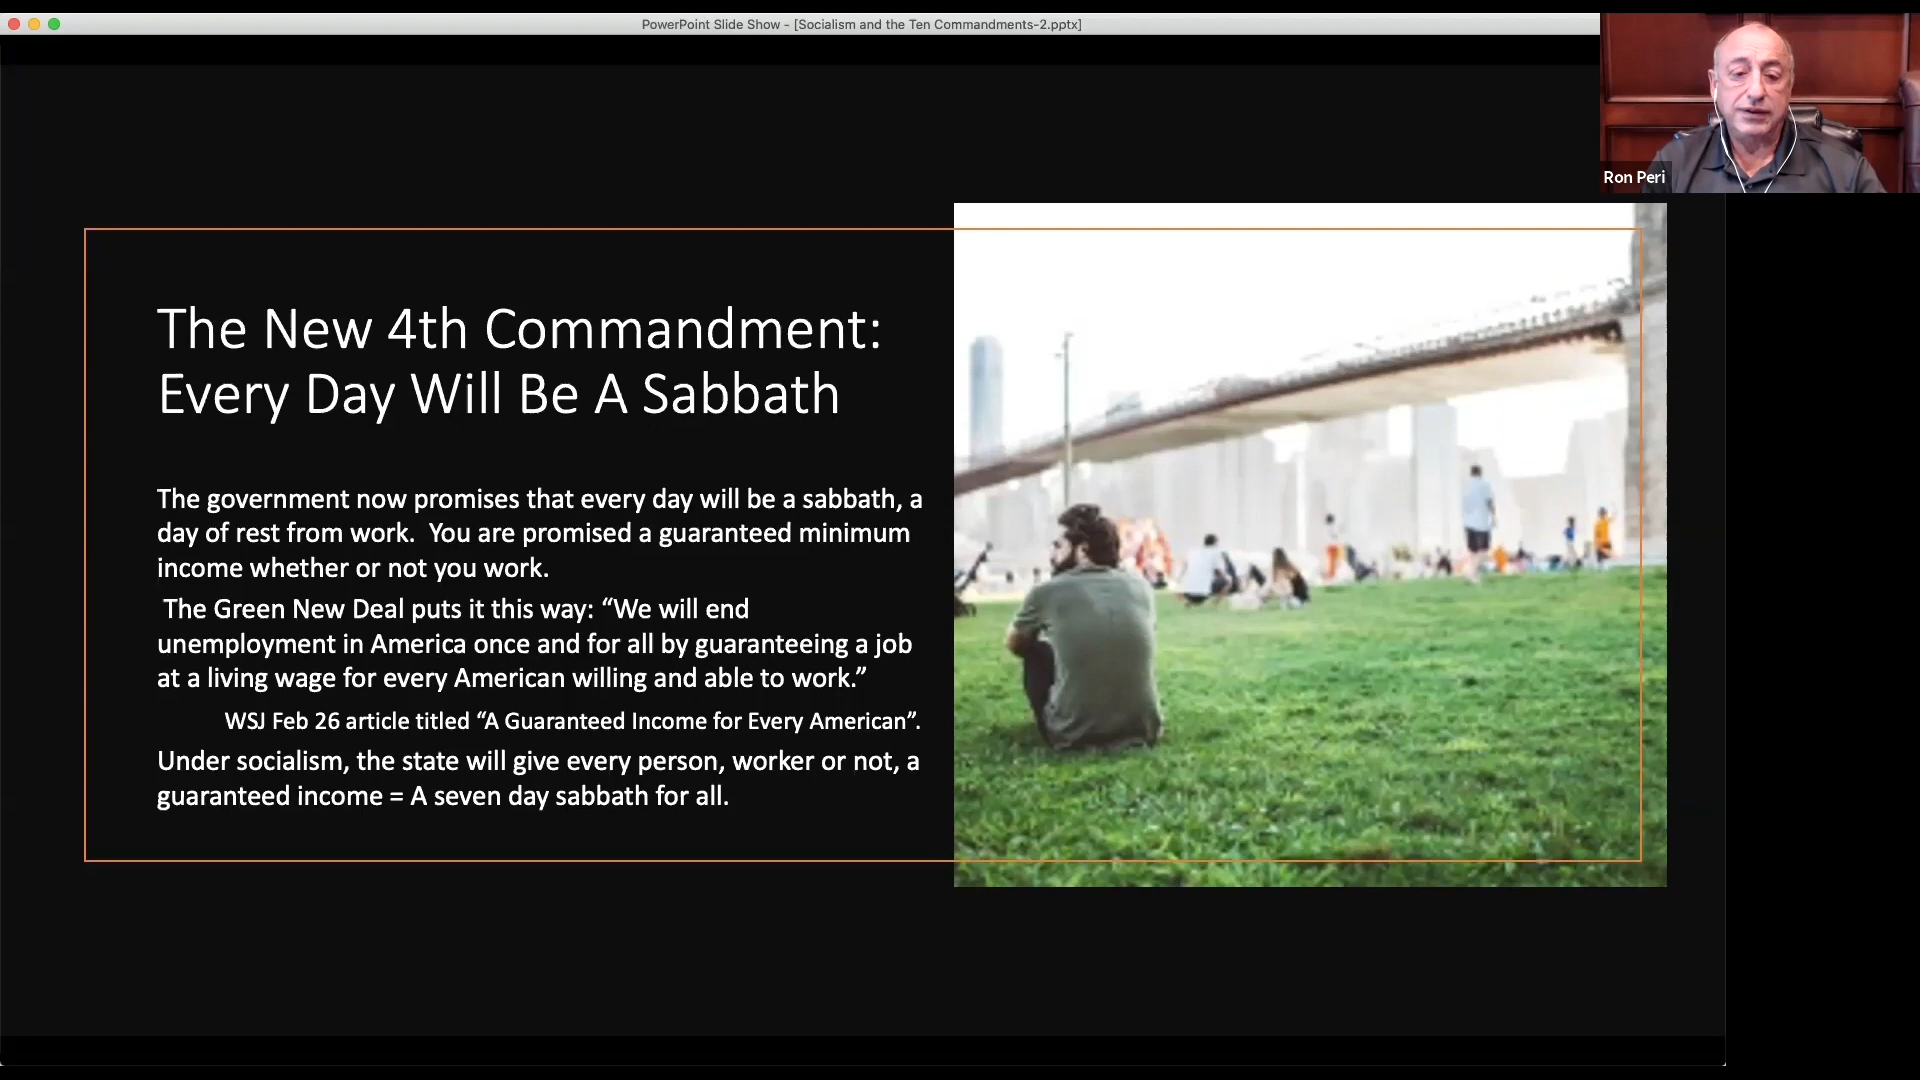 PowerPoint Slide Show - [Socialism and the Ten Commandments-2.pptx]
Ron Peri
The New 4th Commandment:
Every Day Will Be A Sabbath
The government now promises that every day will be a sabbath, a
day of rest from work.  You are promised a guaranteed minimum
income whether or not you work.
The Green New Deal puts it this way: “We will end
unemployment in America once and for all by guaranteeing a job
at a living wage for every American willing and able to work.”
WSJ Feb 26 article titled “A Guaranteed Income for Every American”.
Under socialism, the state will give every person, worker or not, a
guaranteed income = A seven day sabbath for all.